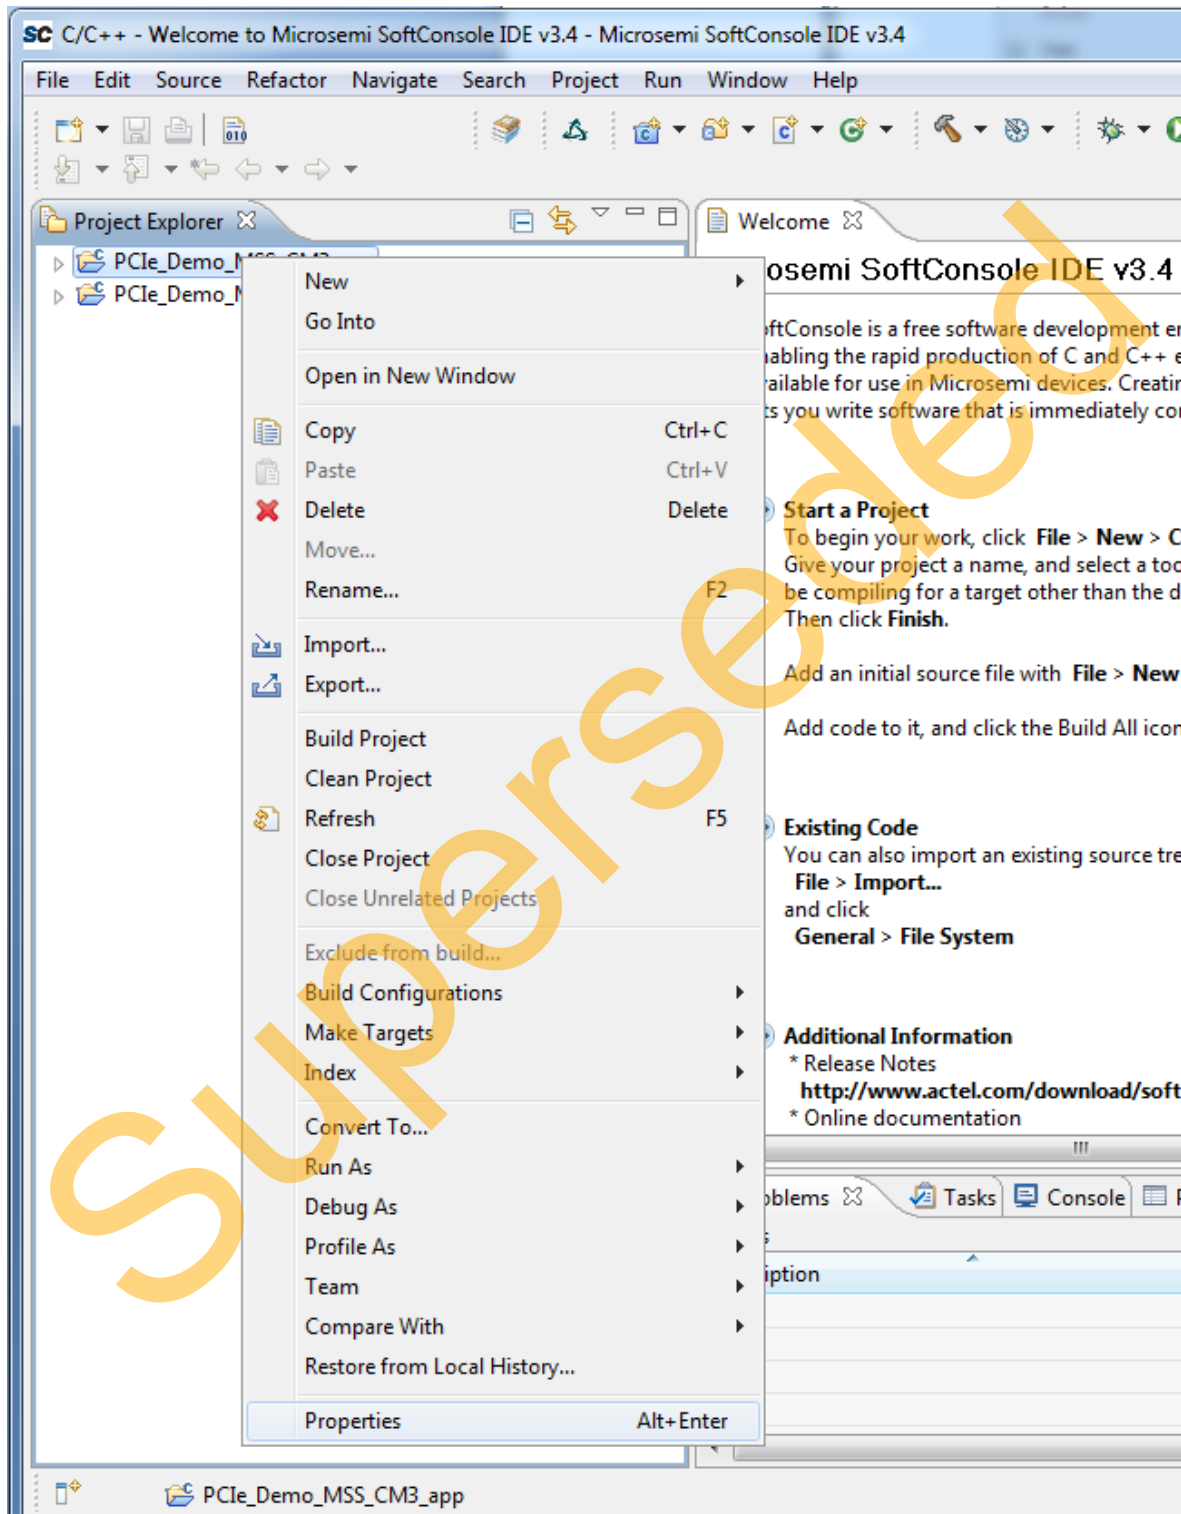 SC C/C++ - Welcome to Microsemi SoftConsole IDE v3.4 - Microsemi SoftConsole IDE v3.4
File Edit Source Refactor Navigate Search Project Run Window Help
Project Explorer
Welcome
PCIe_Demo_MSS_CM3
PCIe_Demo_M
osemi SoftConsole IDE v3.4
oftConsole is a free software development
abling the rapid production of C and C++
ailable for use in Microsemi devices.
ts you write software that is immediately
Start a Project
To begin your work, click File > New > C
Give your project a name, and select a
be compiling for a target other than the
Then click Finish.
Add an initial source file with File > New
Add code to it, and click the Build All icon
Existing Code
You can also import an existing source
File > Import...
and click
General > File System
Additional Information
* Release Notes
http://www.actel.com/download/soft
* Online documentation
New
Go Into
Open in New Window
Copy Ctrl+C
Paste Ctrl+V
Delete Delete
Move...
Rename... F2
Import...
Export...
Build Project
Clean Project
Refresh F5
Close Project
Close Unrelated Projects
Exclude from build...
Build Configurations
Make Targets
Index
Convert To...
Run As
Debug As
Profile As
Team
Compare With
Restore from Local History...
Properties Alt+Enter
oblems Tasks Console
s
iption
PCIe_Demo_MSS_CM3_app
Superseded